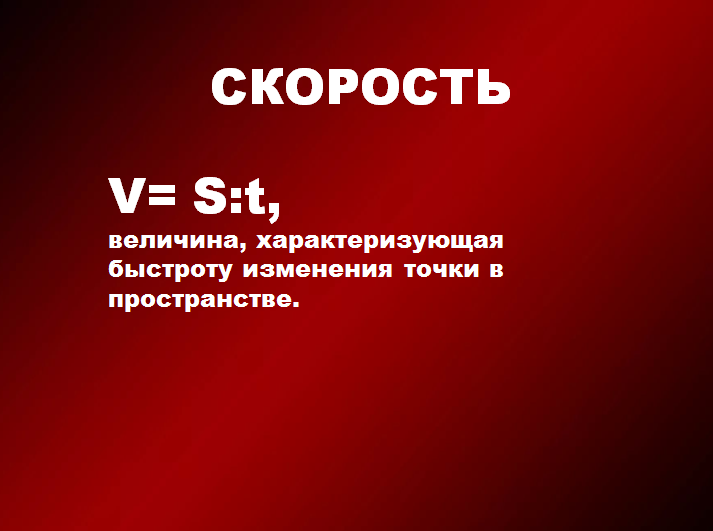 СКОРОСТЬ
V= S:t,
величина, характеризующая
быстроту изменения точки в
пространстве.